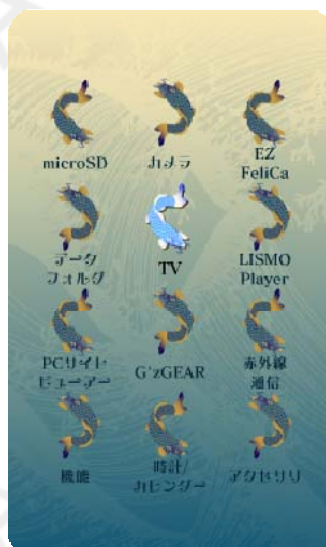 microSD
カメラ
EZ
FeliCa
データ
フォルダ
TV
LISMO
Player
PCサイト
ビューアー
G'zGEAR
赤外線
通信
機能
時計/
カレンダー
アクセサリ